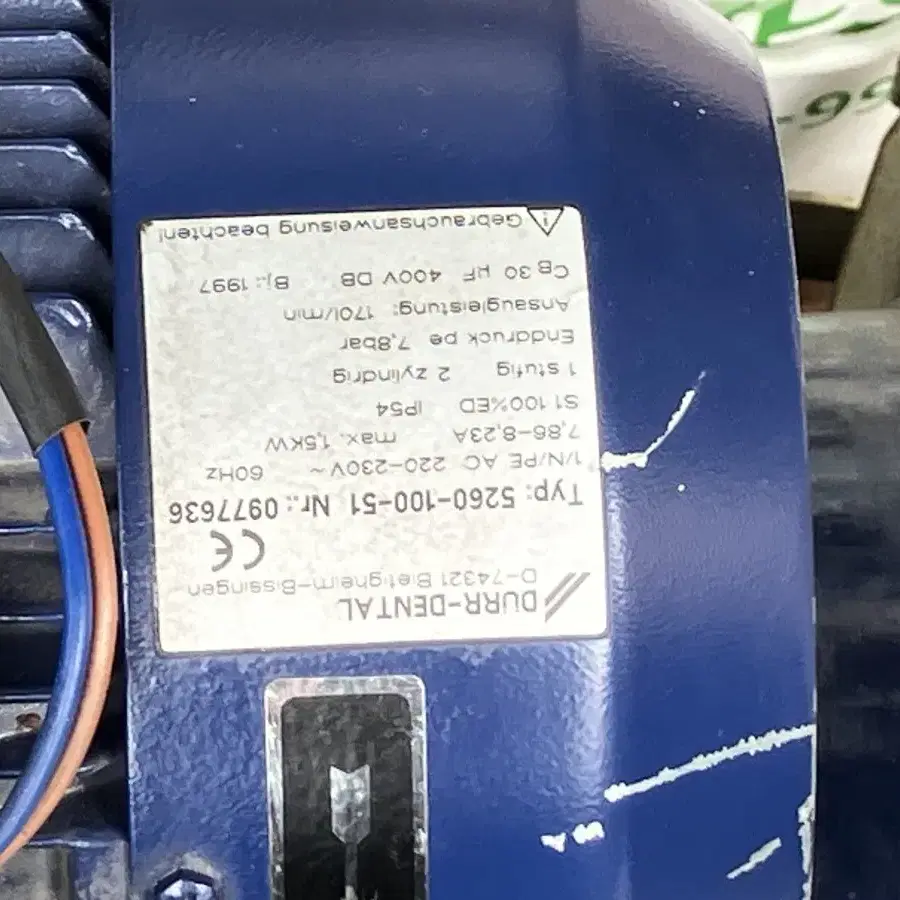 DÜRR-DENTAL
D-74321 Bietigheim-Bissingen
CE
Typ: 5260-100-51 Nr.: 0977636
1/N/PE AC 220-230V~ 60Hz
7,86-8,23A max. 1,5KW
S1 100%ED IP54
1 stufig 2 zylindrig
Enddruck pe 7,8bar
Ansaugleistung: 170l/min
CB 30 µF 400V DB Bj.: 1997
Gebrauchsanweisung beachten!
-99